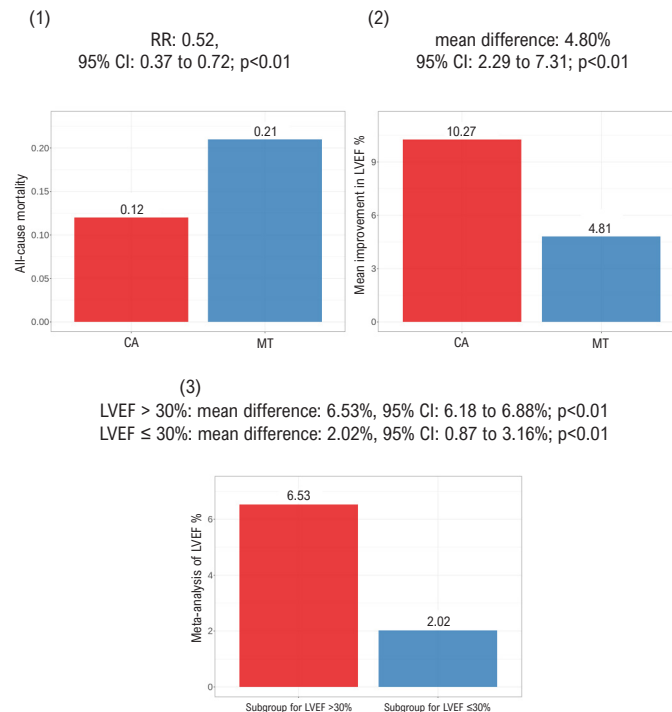 (1)
RR: 0.52,
95% CI: 0.37 to 0.72; p<0.01
All-cause mortality
0.20
0.15
0.10
0.05
0.00
0.12
0.21
CA
MT
(2)
mean difference: 4.80%
95% CI: 2.29 to 7.31; p<0.01
Mean improvement in LVEF %
9
6
3
0
10.27
4.81
CA
MT
(3)
LVEF > 30%: mean difference: 6.53%, 95% CI: 6.18 to 6.88%; p<0.01
LVEF ≤ 30%: mean difference: 2.02%, 95% CI: 0.87 to 3.16%; p<0.01
Meta-analysis of LVEF %
6
4
2
0
6.53
2.02
Subgroup for LVEF >30%
Subgroup for LVEF ≤30%